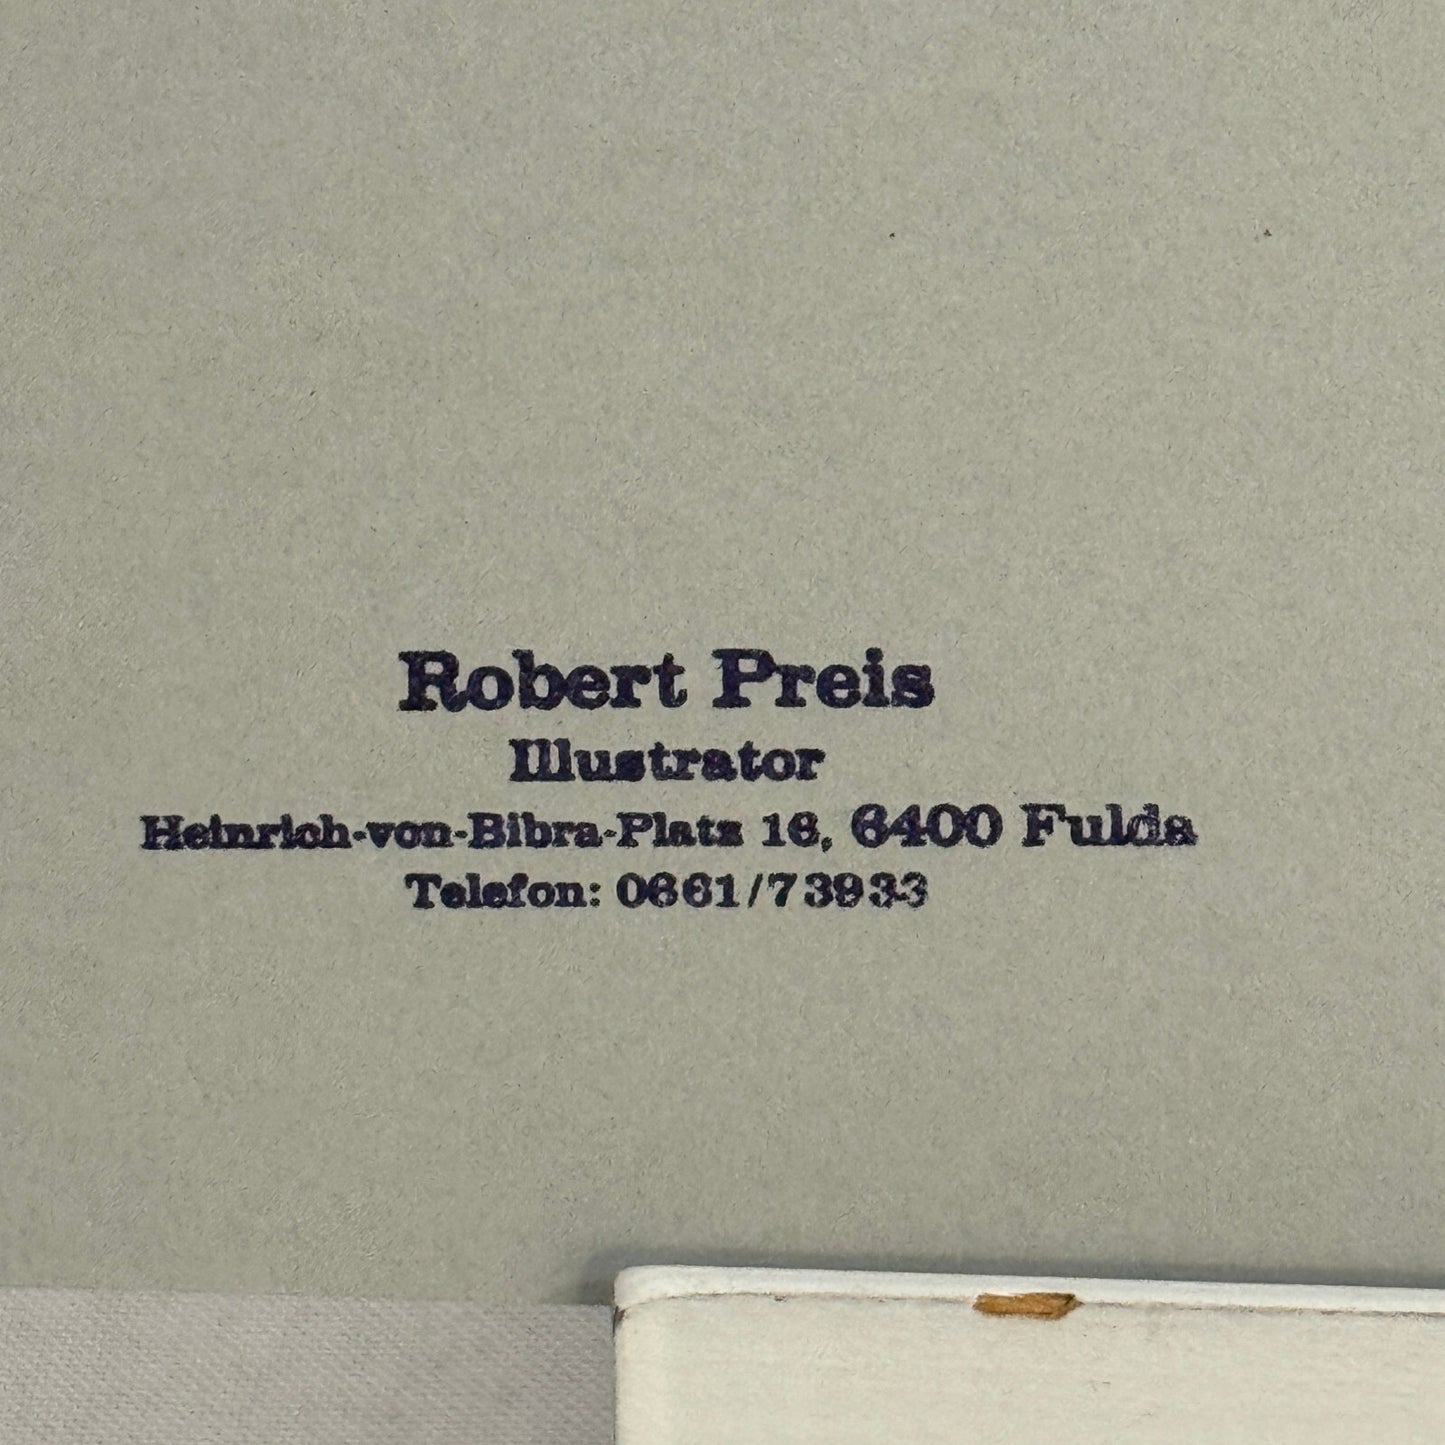 Robert Preis
Illustrator
Heinrich-von-Bibra-Platz 16, 6400 Fulda
Telefon: 0661/73933